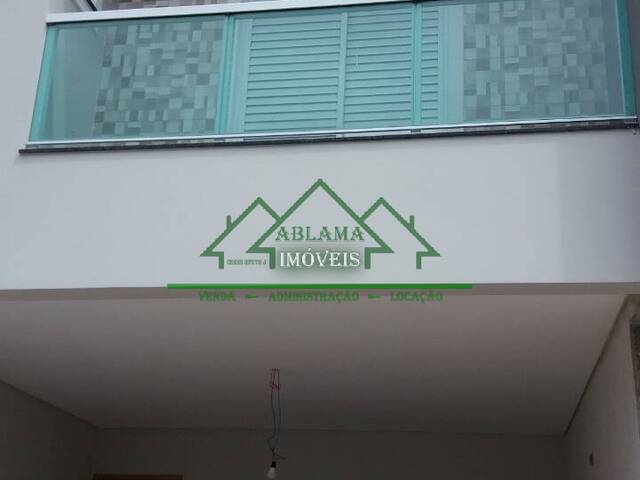 ABLAMA
IMÓVEIS
VENDA – ADMINISTRAÇÃO – LOCAÇÃO